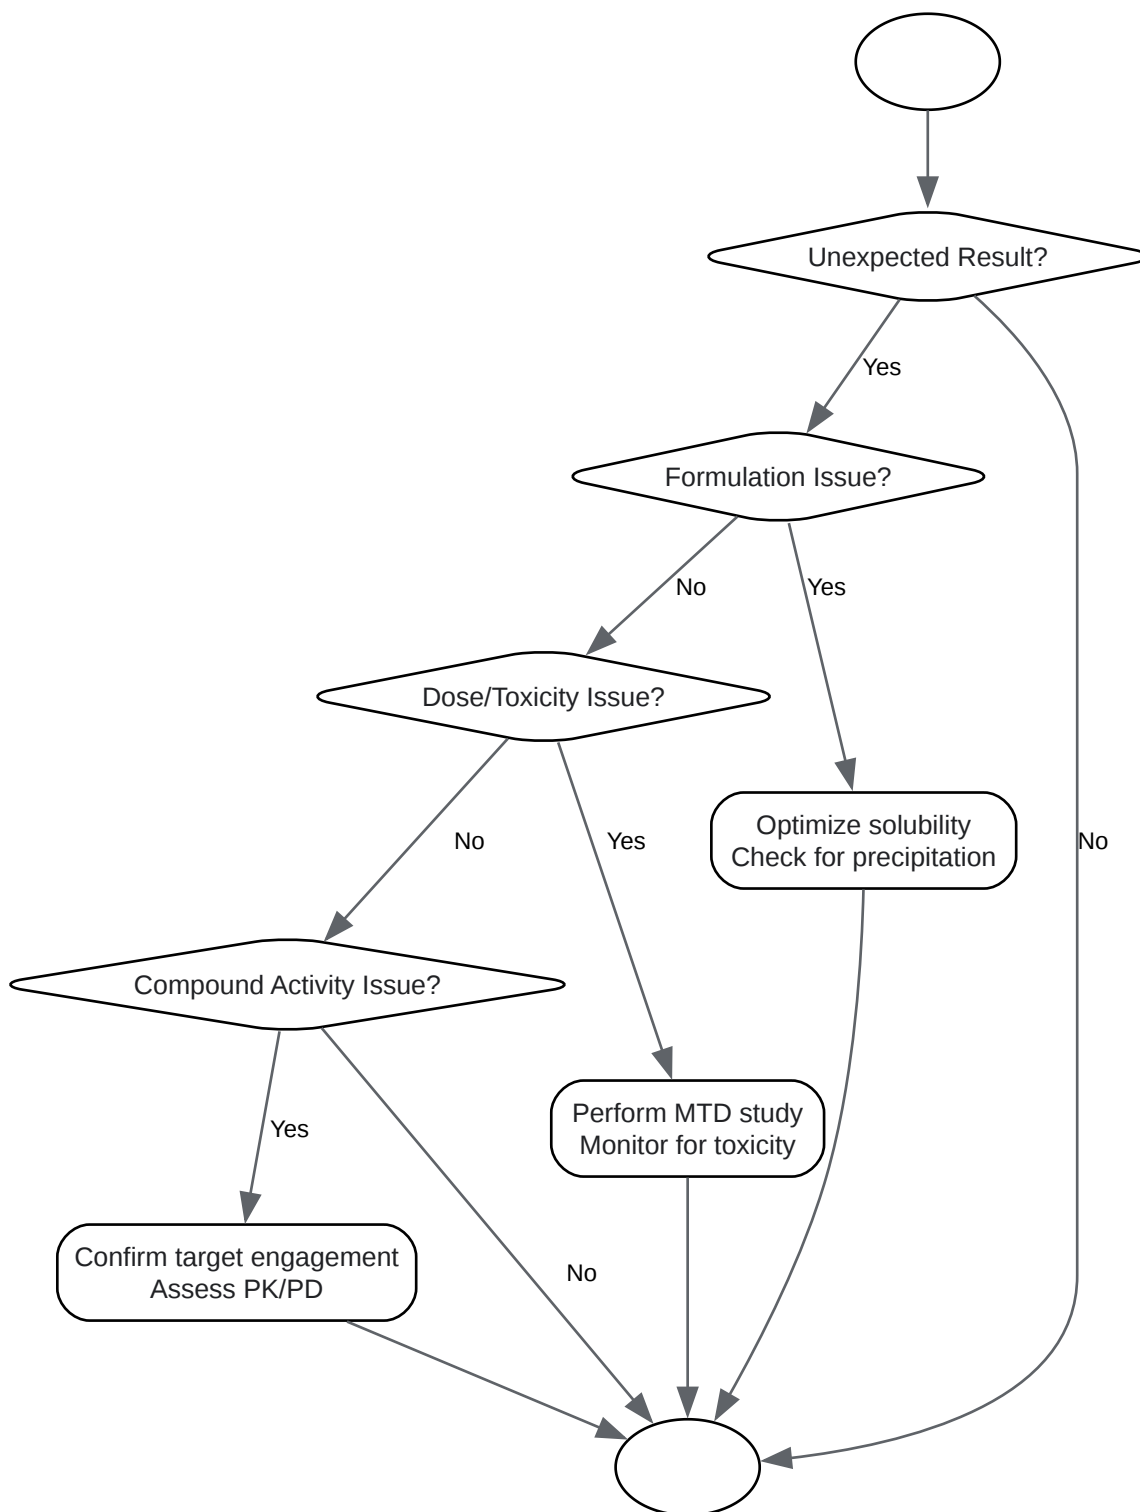 Unexpected Result?
Yes
Formulation Issue?
No
Yes
Dose/Toxicity Issue?
Optimize solubility
Check for precipitation
No
Yes
No
Compound Activity Issue?
Perform MTD study
Monitor for toxicity
Yes
Confirm target engagement
Assess PK/PD
No